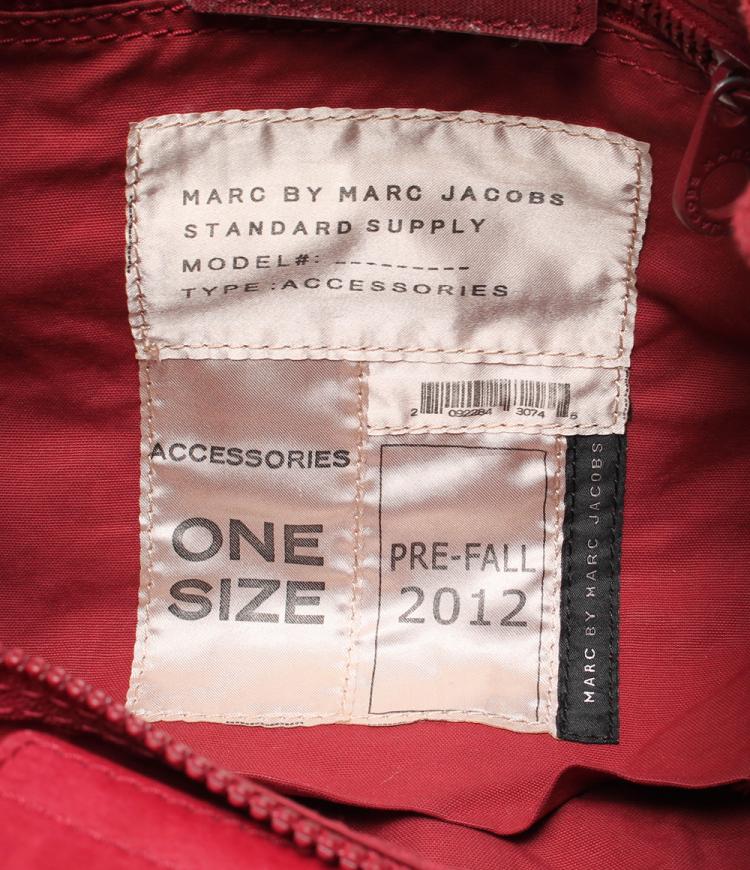 MARC BY MARC JACOBS
STANDARD SUPPLY
MODEL#: ---------
TYPE :ACCESSORIES
2 092284 3074 6
ACCESSORIES
ONE
SIZE
PRE-FALL
2012
MARC BY MARC JACOBS